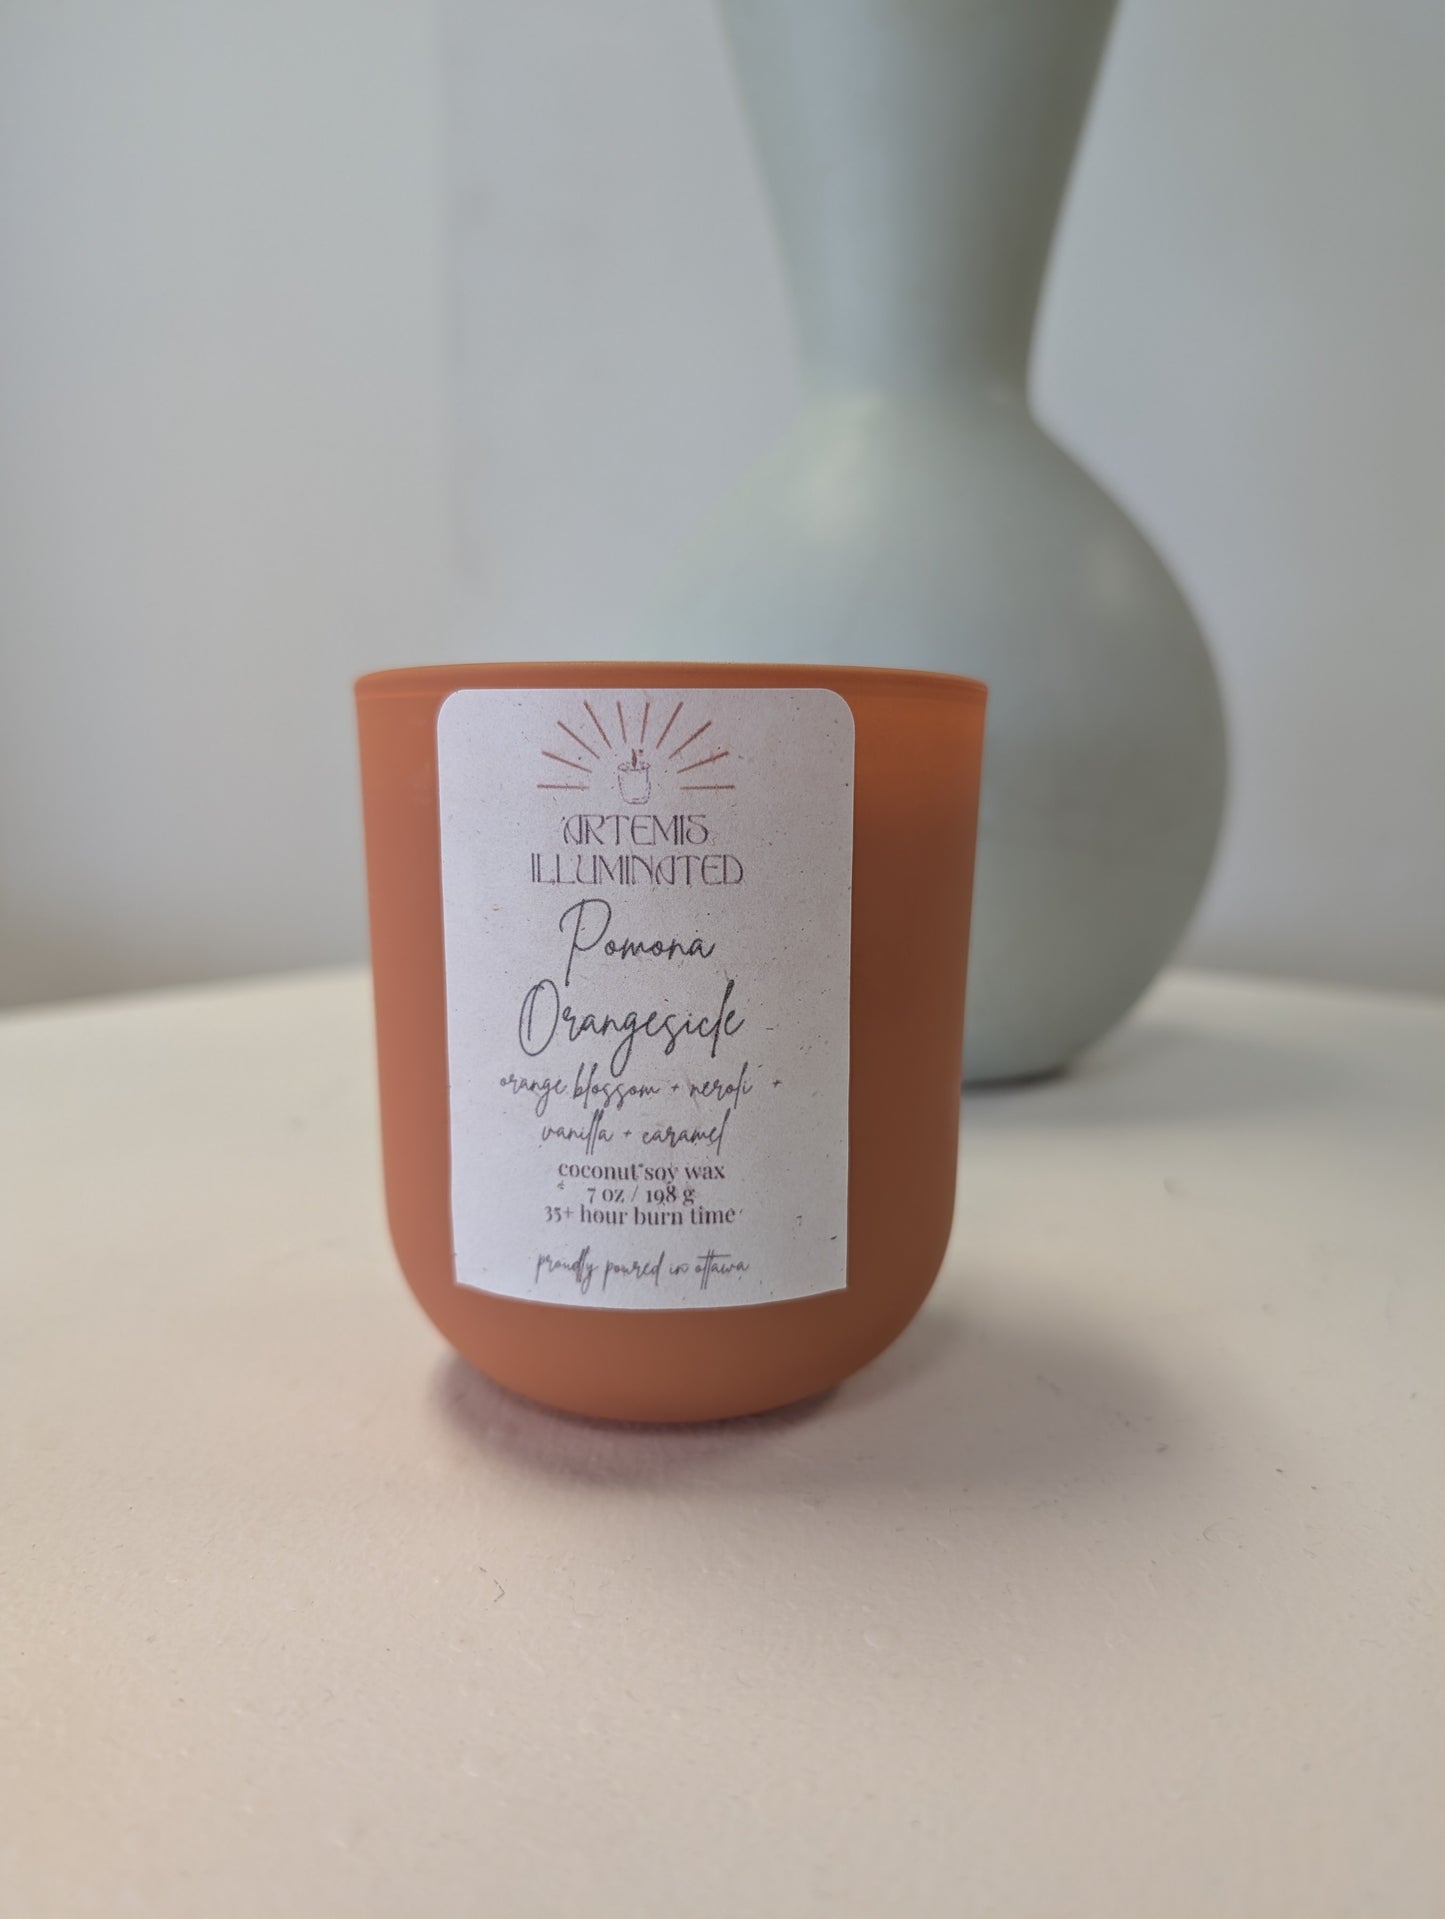 ARTEMIS
ILLUMINATED
Pomona
Orangesicle
orange blossom + neroli +
vanilla + caramel
coconut soy wax
7 oz / 198 g
35+ hour burn time
proudly poured in ottawa